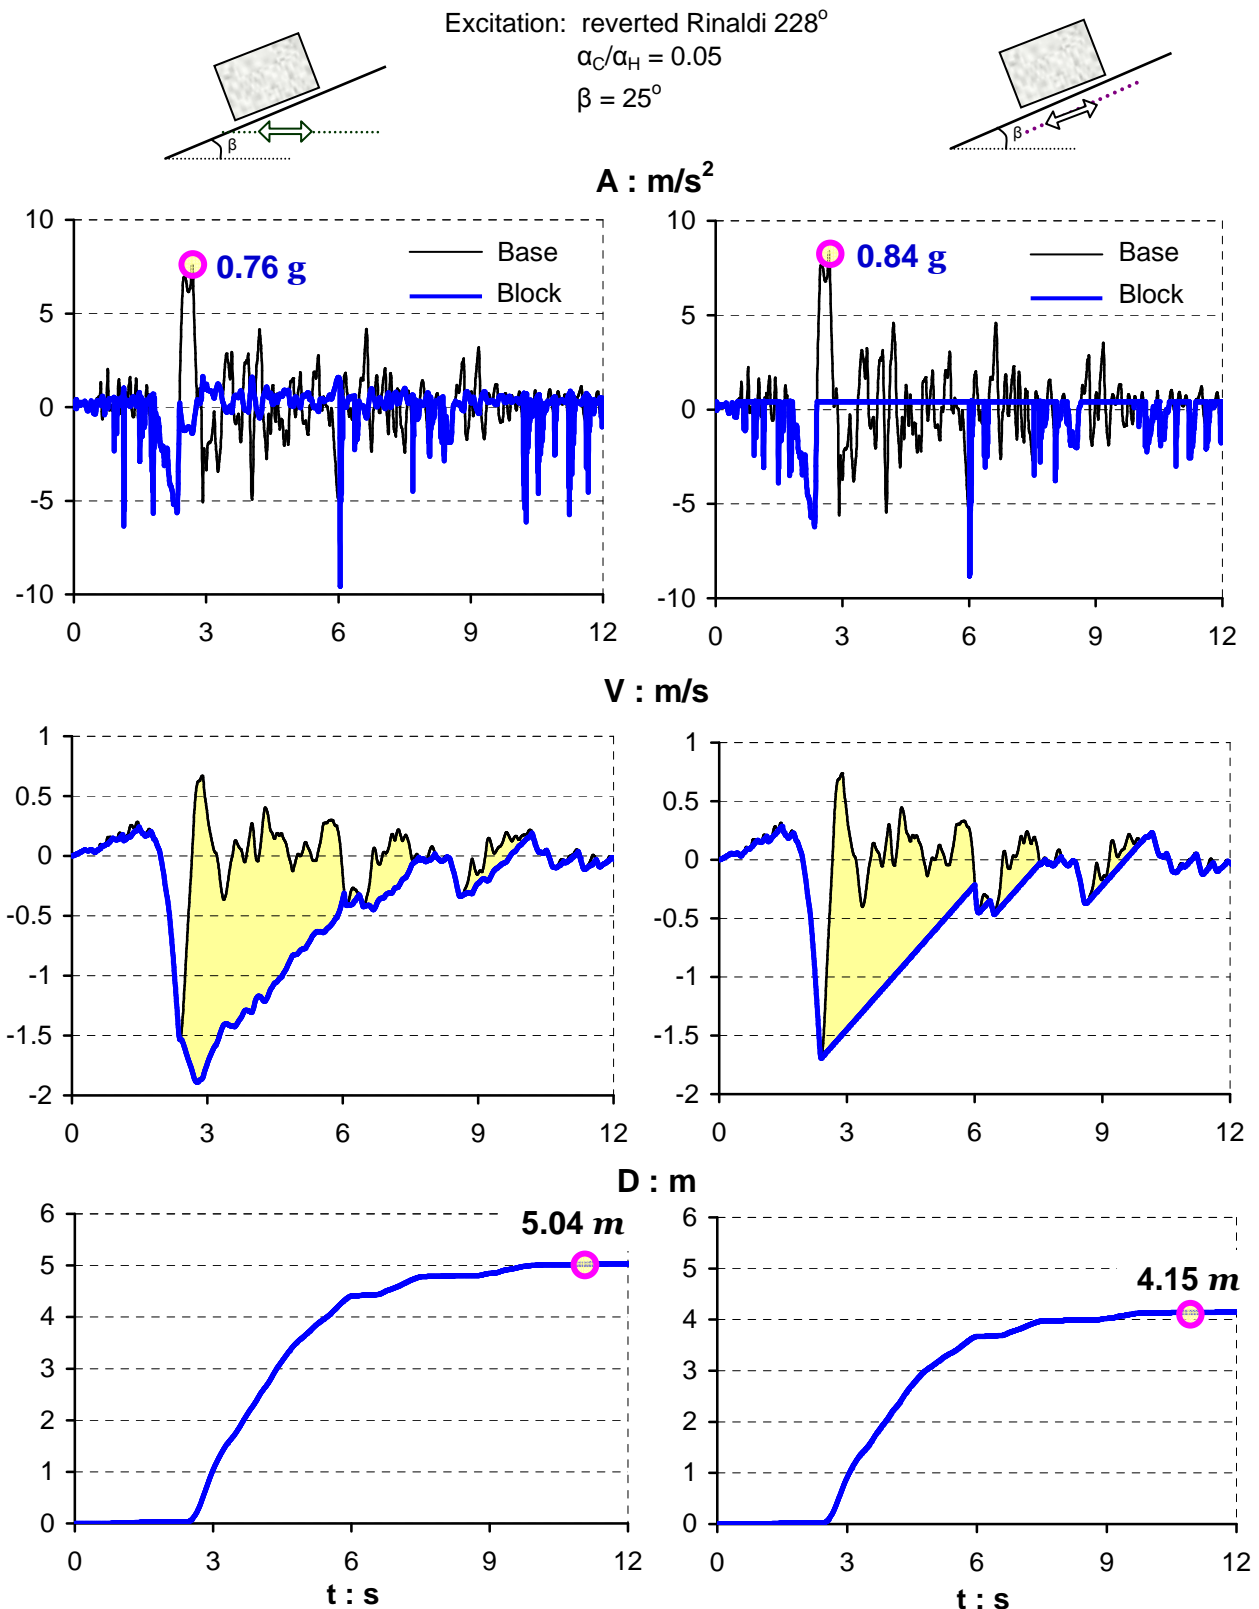 Excitation: reverted Rinaldi 228°
α_C/α_H = 0.05
β = 25°
β
β
A : m/s²
10
5
0
-5
-10
0 3 6 9 12
0.76 g
Base
Block
10
5
0
-5
-10
0 3 6 9 12
0.84 g
Base
Block
V : m/s
1
0.5
0
-0.5
-1
-1.5
-2
0 3 6 9 12
1
0.5
0
-0.5
-1
-1.5
-2
0 3 6 9 12
D : m
6
5
4
3
2
1
0
0 3 6 9 12
5.04 m
t : s
6
5
4
3
2
1
0
0 3 6 9 12
4.15 m
t : s